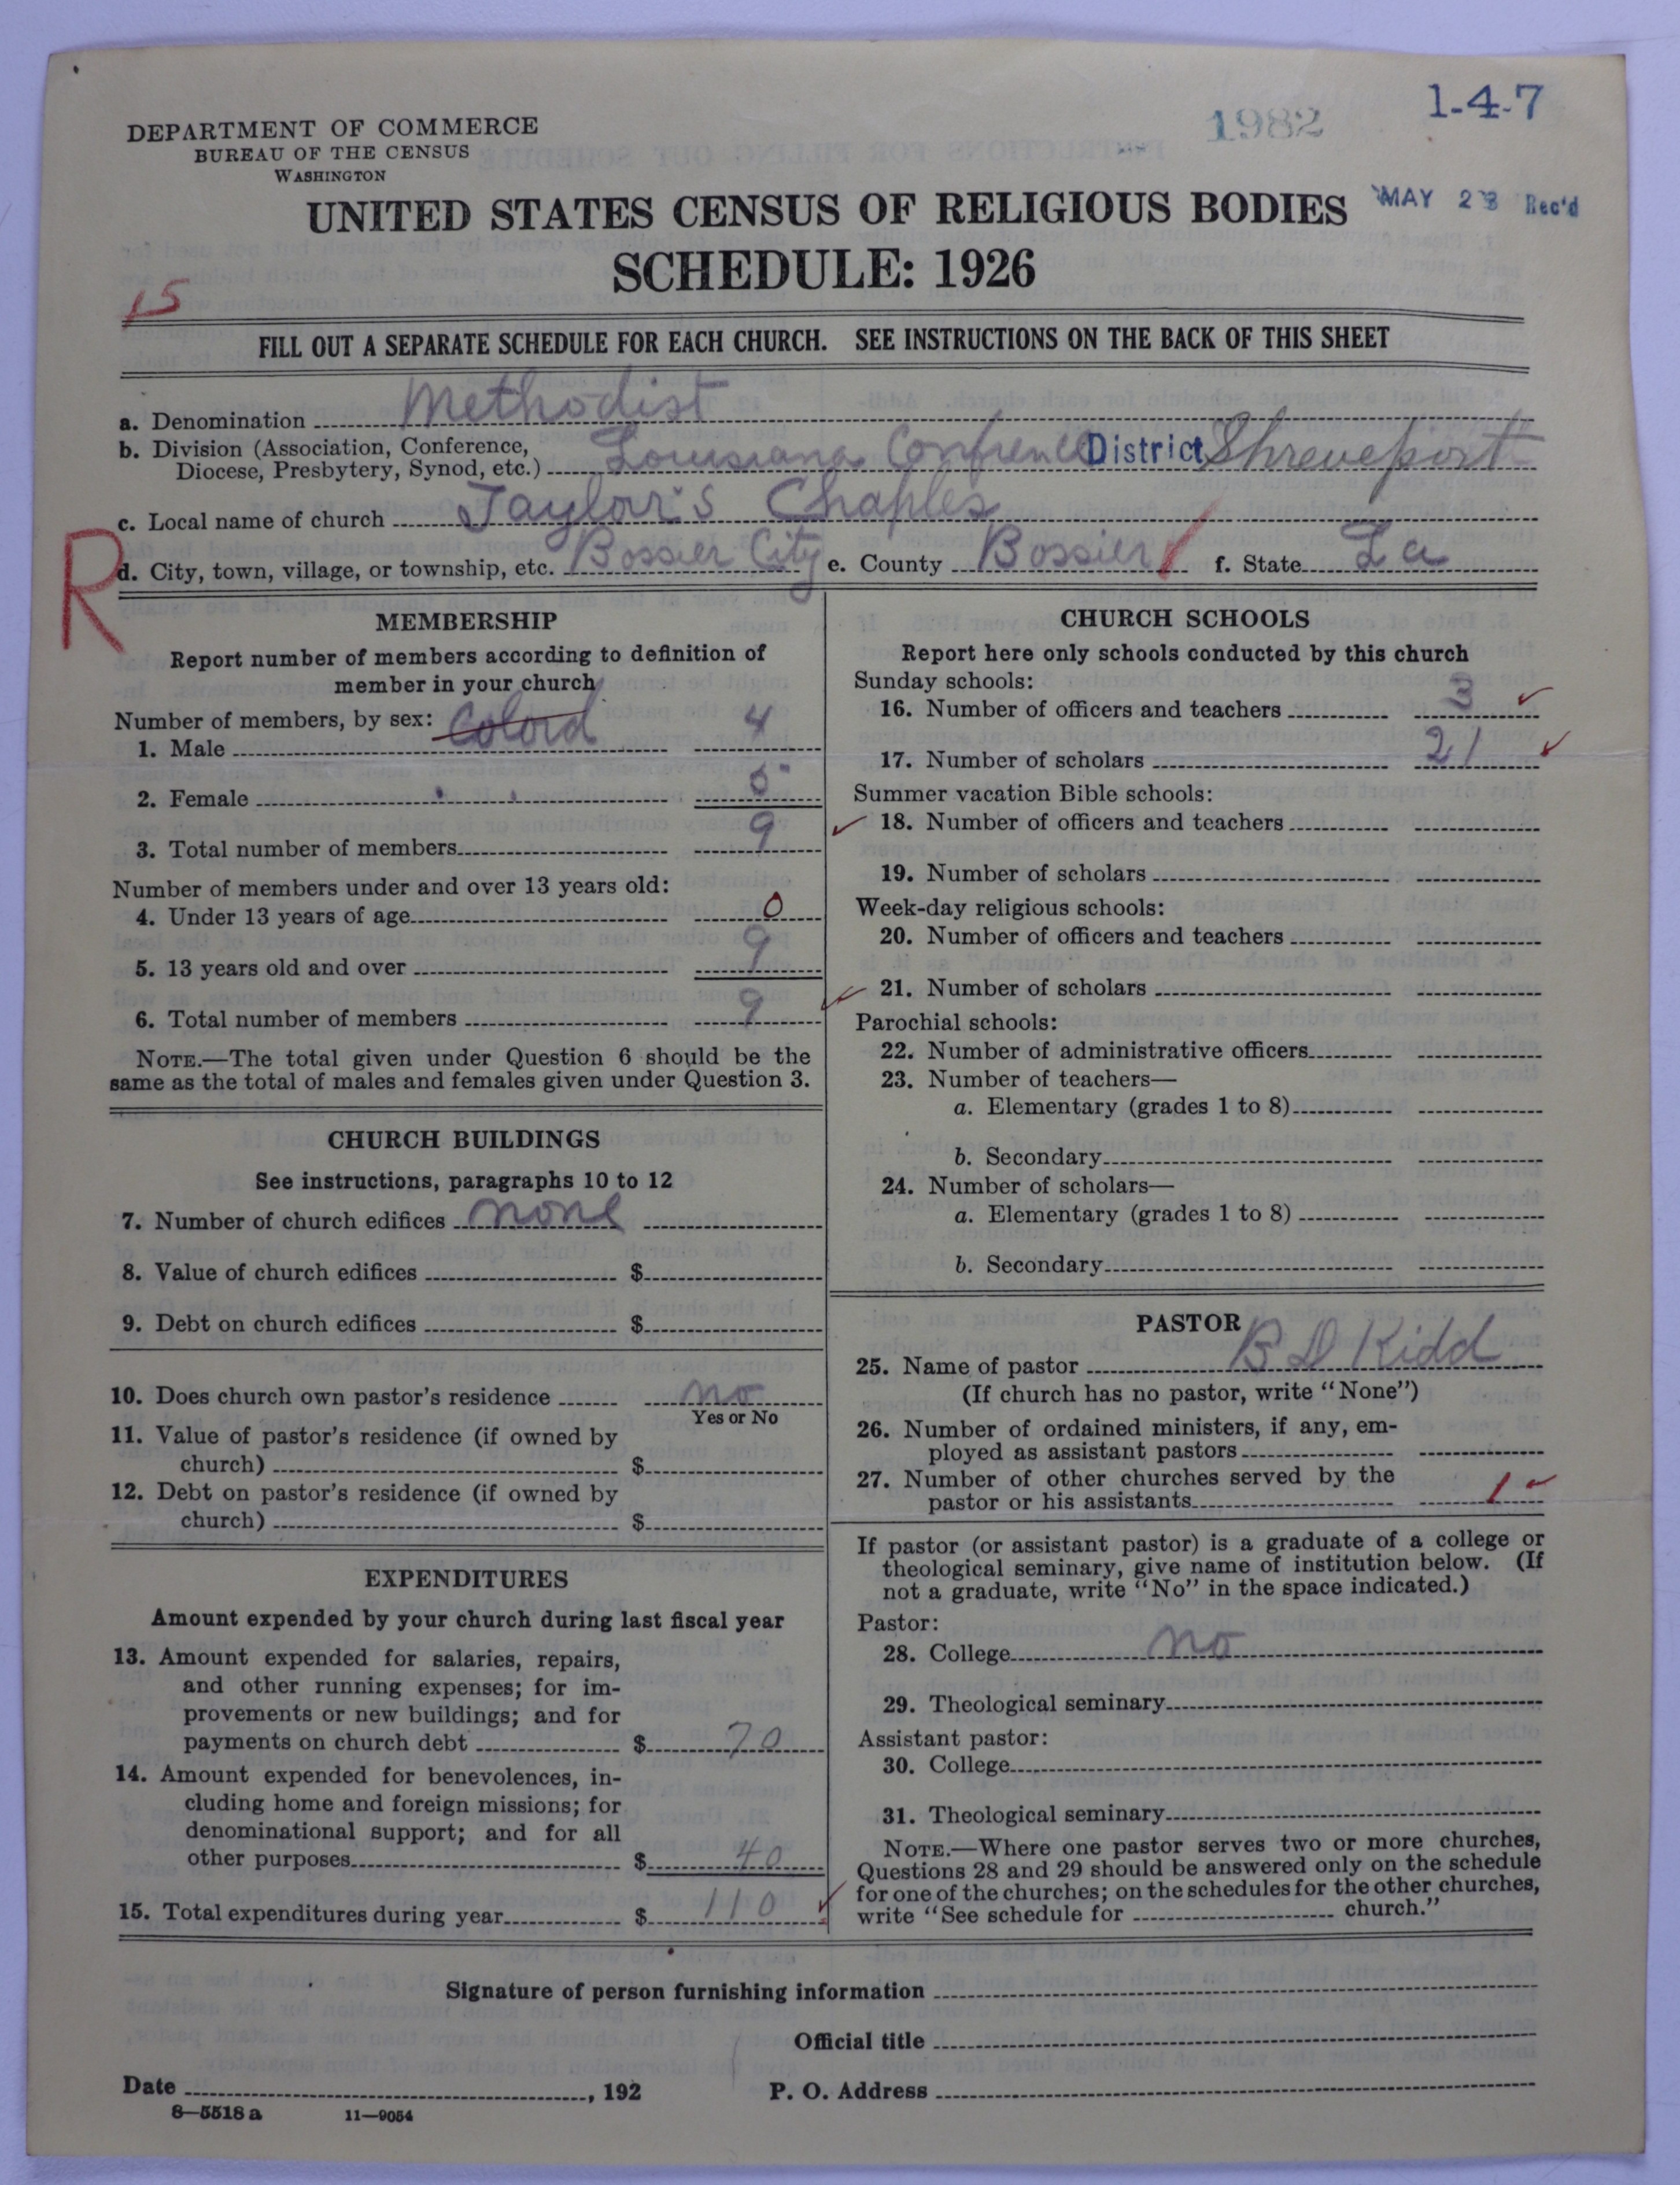 1-4-7
1982
DEPARTMENT OF COMMERCE
BUREAU OF THE CENSUS
WASHINGTON
MAY 23 Rec'd
UNITED STATES CENSUS OF RELIGIOUS BODIES
SCHEDULE: 1926
15
FILL OUT A SEPARATE SCHEDULE FOR EACH CHURCH. SEE INSTRUCTIONS ON THE BACK OF THIS SHEET
a. Denomination Methodist
b. Division (Association, Conference,
Diocese, Presbytery, Synod, etc.) Louisiana Confrence District Shreveport
c. Local name of church Taylor's Chaples
R
d. City, town, village, or township, etc. Bossier City e. County Bossier f. State La
MEMBERSHIP
Report number of members according to definition of
member in your church
Number of members, by sex: Colord
1. Male 4
2. Female 5
3. Total number of members 9
Number of members under and over 13 years old:
4. Under 13 years of age 0
5. 13 years old and over 9
6. Total number of members 9
NOTE.—The total given under Question 6 should be the
same as the total of males and females given under Question 3.
CHURCH BUILDINGS
See instructions, paragraphs 10 to 12
7. Number of church edifices none
8. Value of church edifices $
9. Debt on church edifices $
10. Does church own pastor's residence no
Yes or No
11. Value of pastor's residence (if owned by
church) $
12. Debt on pastor's residence (if owned by
church) $
EXPENDITURES
Amount expended by your church during last fiscal year
13. Amount expended for salaries, repairs,
and other running expenses; for im-
provements or new buildings; and for
payments on church debt $ 70
14. Amount expended for benevolences, in-
cluding home and foreign missions; for
denominational support; and for all
other purposes $ 40
15. Total expenditures during year $ 110
CHURCH SCHOOLS
Report here only schools conducted by this church
Sunday schools:
16. Number of officers and teachers 3
17. Number of scholars 21
Summer vacation Bible schools:
18. Number of officers and teachers
19. Number of scholars
Week-day religious schools:
20. Number of officers and teachers
21. Number of scholars
Parochial schools:
22. Number of administrative officers
23. Number of teachers—
a. Elementary (grades 1 to 8)
b. Secondary
24. Number of scholars—
a. Elementary (grades 1 to 8)
b. Secondary
PASTOR
25. Name of pastor B D Kidd
(If church has no pastor, write "None")
26. Number of ordained ministers, if any, em-
ployed as assistant pastors
27. Number of other churches served by the
pastor or his assistants 1
If pastor (or assistant pastor) is a graduate of a college or
theological seminary, give name of institution below. (If
not a graduate, write "No" in the space indicated.)
Pastor:
28. College no
29. Theological seminary
Assistant pastor:
30. College
31. Theological seminary
NOTE.—Where one pastor serves two or more churches,
Questions 28 and 29 should be answered only on the schedule
for one of the churches; on the schedules for the other churches,
write "See schedule for church."
Signature of person furnishing information
Official title
Date , 192 P. O. Address
8—5518 a 11—9054